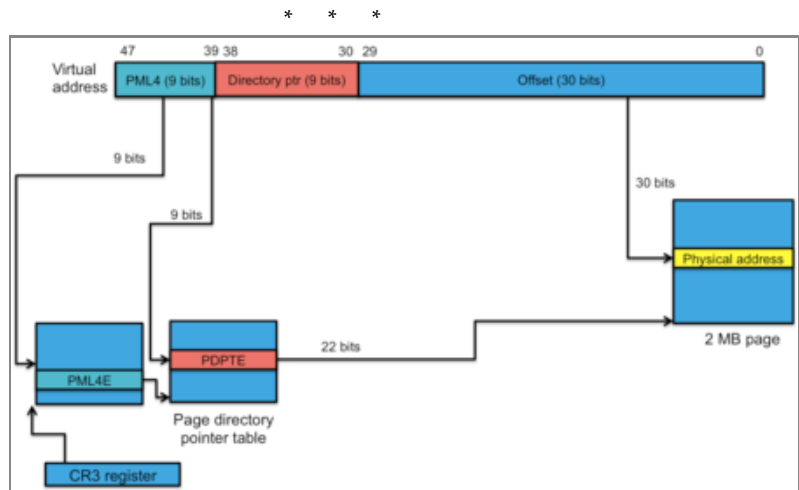 * * *
47 39 38 30 29 0
Virtual
address
PML4 (9 bits) Directory ptr (9 bits) Offset (30 bits)
9 bits
9 bits
30 bits
Physical address
2 MB page
22 bits
PDPTE
PML4E
Page directory
pointer table
CR3 register